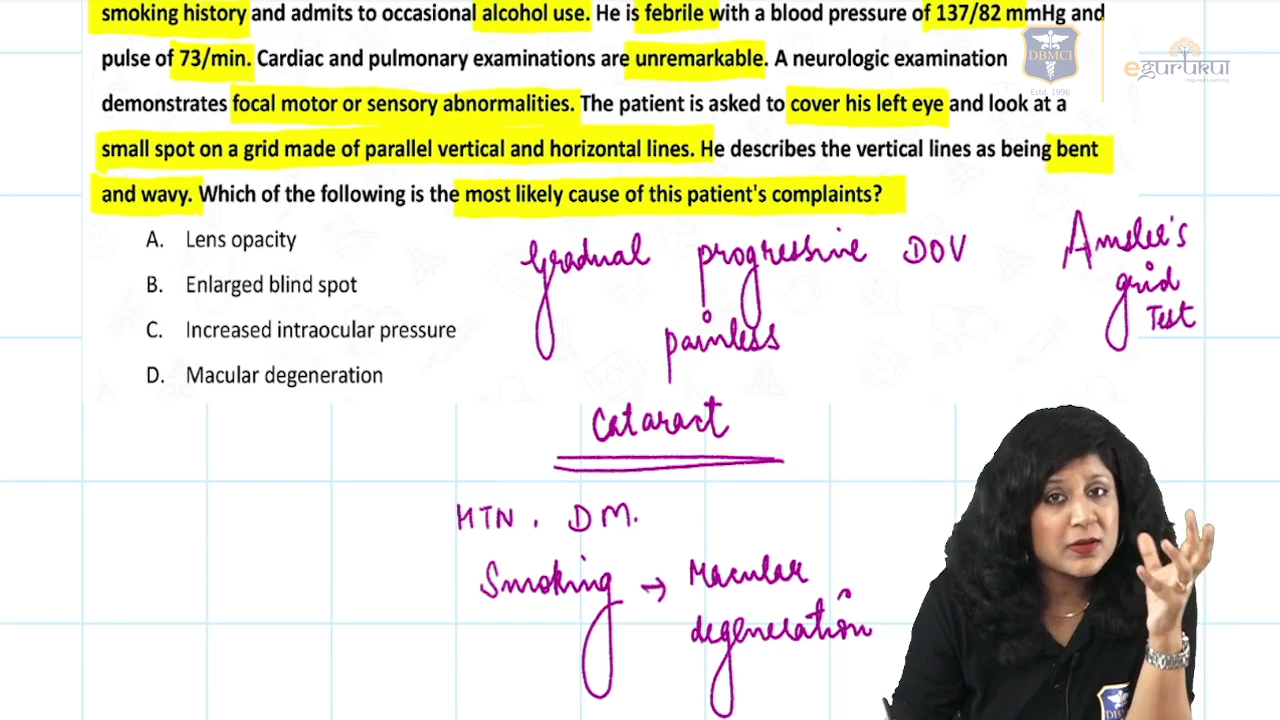 smoking history and admits to occasional alcohol use. He is febrile with a blood pressure of 137/82 mmHg and
pulse of 73/min. Cardiac and pulmonary examinations are unremarkable. A neurologic examination
demonstrates focal motor or sensory abnormalities. The patient is asked to cover his left eye and look at a
small spot on a grid made of parallel vertical and horizontal lines. He describes the vertical lines as being bent
and wavy. Which of the following is the most likely cause of this patient's complaints?
DBMCI
Estd. 1996
egurukul
Inspired Learning
A. Lens opacity
B. Enlarged blind spot
C. Increased intraocular pressure
D. Macular degeneration
Gradual progressive DOV
painless
Amsler's
grid
Test
Cataract
HTN. DM.
Smoking → Macular
degeneration